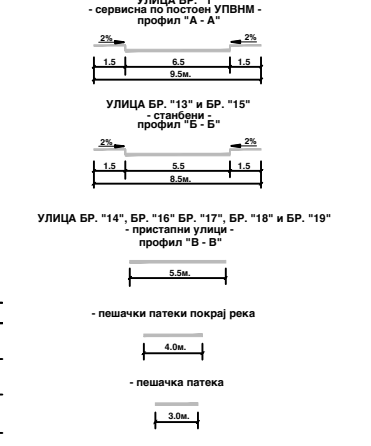 УЛИЦА БР. "1"
- сервисна по постоен УПВНМ -
профил "А - А"
2% 2%
1.5 6.5 1.5
9.5м.
УЛИЦА БР. "13" и БР. "15"
- станбени -
профил "Б - Б"
2% 2%
1.5 5.5 1.5
8.5м.
УЛИЦА БР. "14", БР. "16" БР. "17", БР. "18" и БР. "19"
- пристапни улици -
профил "В - В"
5.5м.
- пешачки патеки покрај река
4.0м.
- пешачка патека
3.0м.